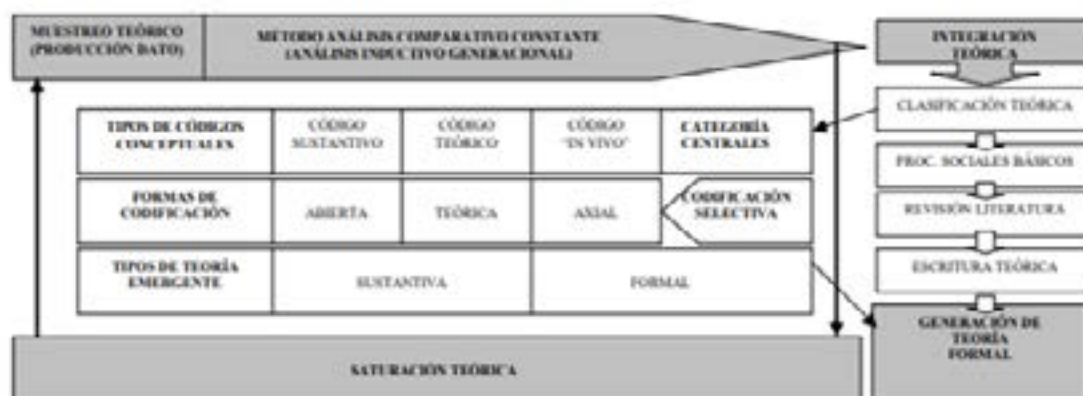 MUESTREO TEÓRICO
(PRODUCCIÓN DATO)
METODO ANÁLISIS COMPARATIVO CONSTANTE
(ANÁLISIS INDUCTIVO GENERACIONAL)
INTEGRACIÓN
TEÓRICA
CLASIFICACIÓN TEÓRICA
PROC. SOCIALES BÁSICOS
REVISIÓN LITERATURA
ESCRITURA TEÓRICA
GENERACIÓN DE
TEORÍA
FORMAL
TIPOS DE CÓDIGOS
CONCEPTUALES
CÓDIGO
SUSTANTIVO
CÓDIGO
TEÓRICO
CÓDIGO
"IN VIVO"
CATEGORÍA
CENTRALES
FORMAS DE
CODIFICACIÓN
ABIERTA
TEÓRICA
AXIAL
CODIFICACIÓN
SELECTIVA
TIPOS DE TEORÍA
EMERGENTE
SUSTANTIVA
FORMAL
SATURACIÓN TEÓRICA